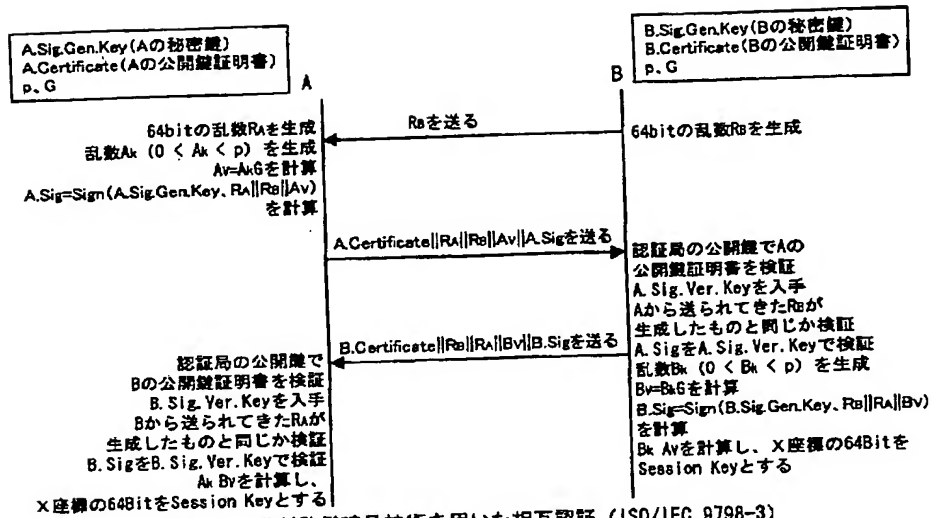 A.Sig.Gen.Key(Aの秘密鍵)
A.Certificate(Aの公開鍵証明書)
p、G
A
B.Sig.Gen.Key(Bの秘密鍵)
B.Certificate(Bの公開鍵証明書)
p、G
B
RBを送る
64bitの乱数RBを生成
64bitの乱数RAを生成
乱数Ak (0 < Ak < p) を生成
Av=AkGを計算
A.Sig=Sign(A.Sig.Gen.Key、RA||RB||Av)
を計算
A.Certificate||RA||RB||Av||A.Sigを送る
認証局の公開鍵でAの
公開鍵証明書を検証
A.Sig.Ver.Keyを入手
Aから送られてきたRBが
生成したものと同じか検証
A.SigをA.Sig.Ver.Keyで検証
乱数Bk (0 < Bk < p) を生成
Bv=BkGを計算
B.Sig=Sign(B.Sig.Gen.Key、RB||RA||Bv)
を計算
Bk Avを計算し、X座標の64Bitを
Session Keyとする
B.Certificate||RB||RA||Bv||B.Sigを送る
認証局の公開鍵で
Bの公開鍵証明書を検証
B.Sig.Ver.Keyを入手
Bから送られてきたRAが
生成したものと同じか検証
B.SigをB.Sig.Ver.Keyで検証
Ak Bvを計算し、
X座標の64BitをSession Keyとする
技術を用いた相互認証 (ISO/IEC 9798-3)